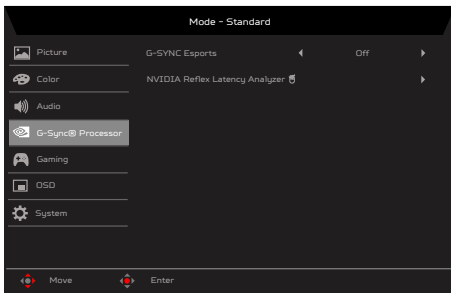 Mode - Standard
Picture
G-SYNC Esports Off
Color
NVIDIA Reflex Latency Analyzer
Audio
G-Sync® Processor
Gaming
OSD
System
Move Enter